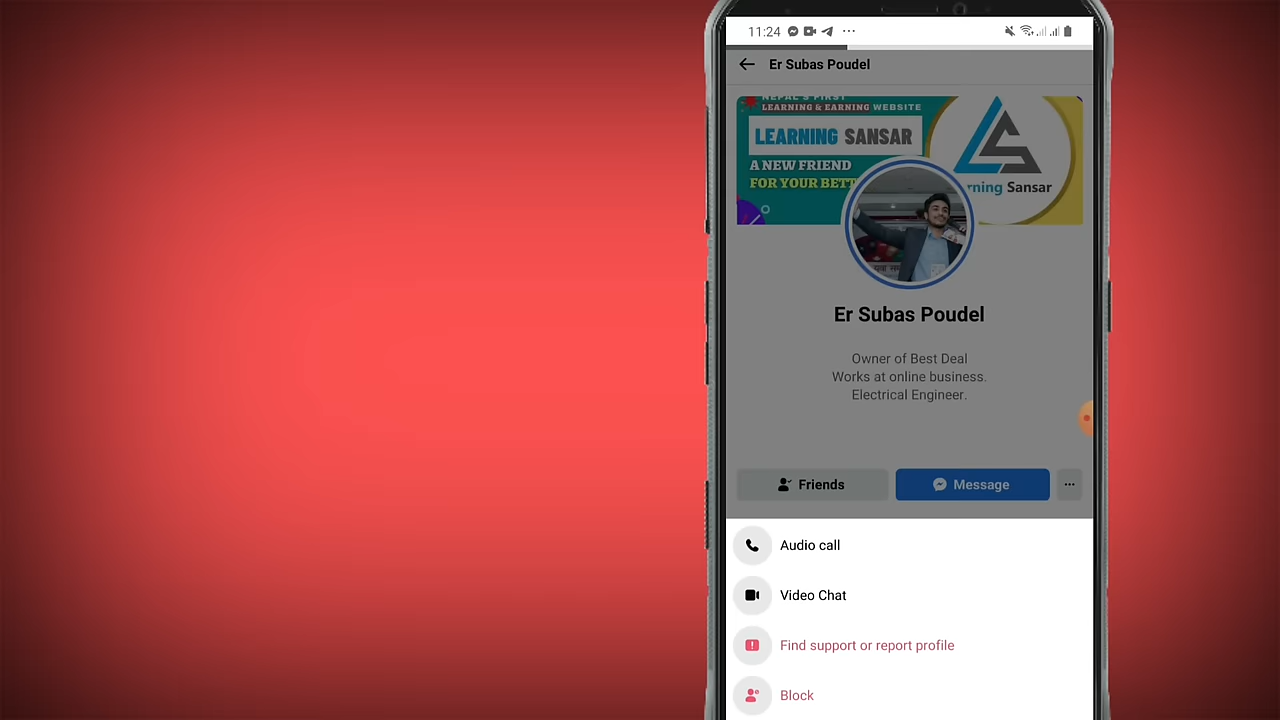 11:24
Er Subas Poudel
NEPAL'S FIRST
LEARNING & EARNING WEBSITE
LEARNING SANSAR
A NEW FRIEND
FOR YOUR BETT
rning Sansar
Er Subas Poudel
Owner of Best Deal
Works at online business.
Electrical Engineer.
Friends
Message
Audio call
Video Chat
Find support or report profile
Block